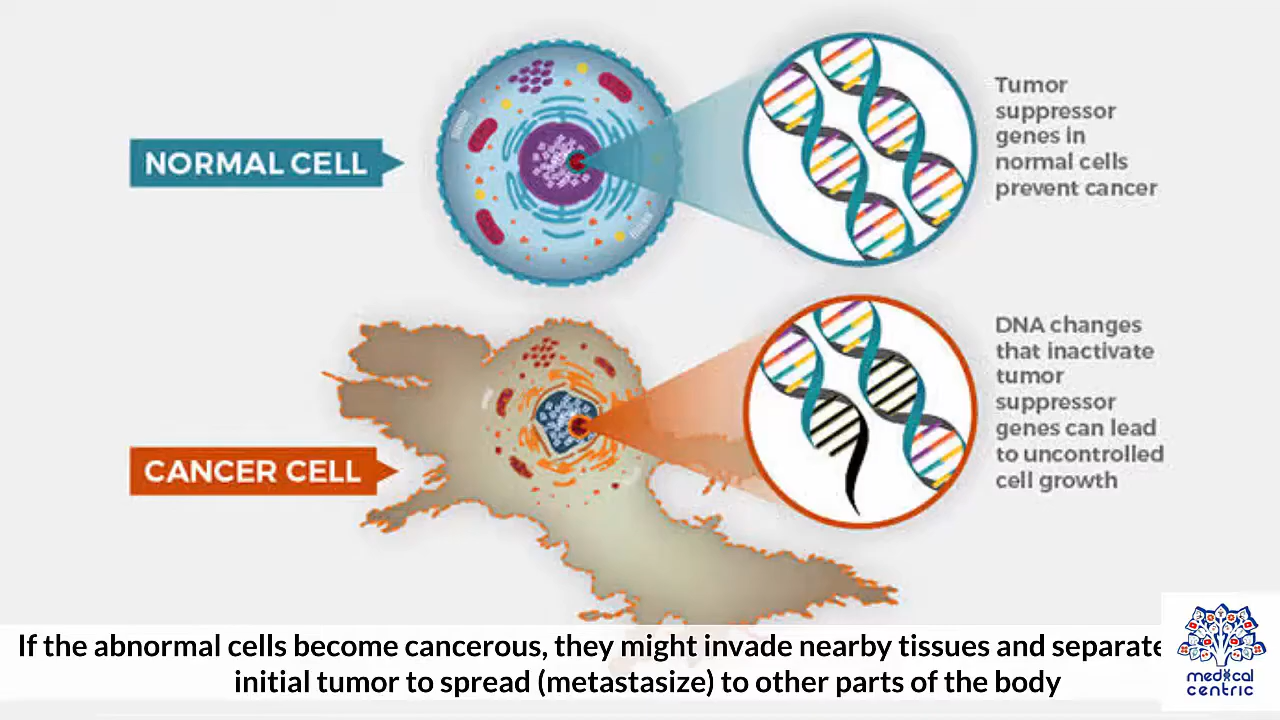 NORMAL CELL
Tumor
suppressor
genes in
normal cells
prevent cancer
CANCER CELL
DNA changes
that inactivate
tumor
suppressor
genes can lead
to uncontrolled
cell growth
If the abnormal cells become cancerous, they might invade nearby tissues and separate
initial tumor to spread (metastasize) to other parts of the body
medical
centric